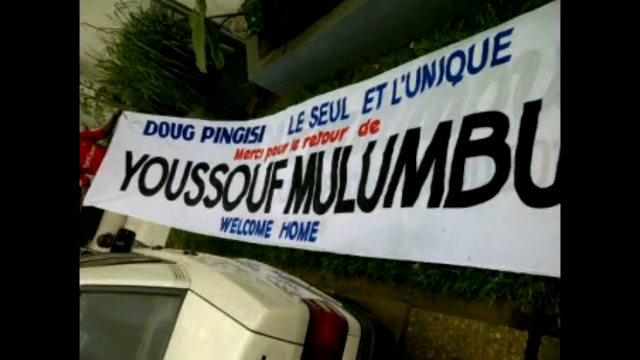 DOUG PINGISI LE SEUL ET L'UNIQUE
Merci pour le retour de
YOUSSOUF MULUMBU
WELCOME HOME